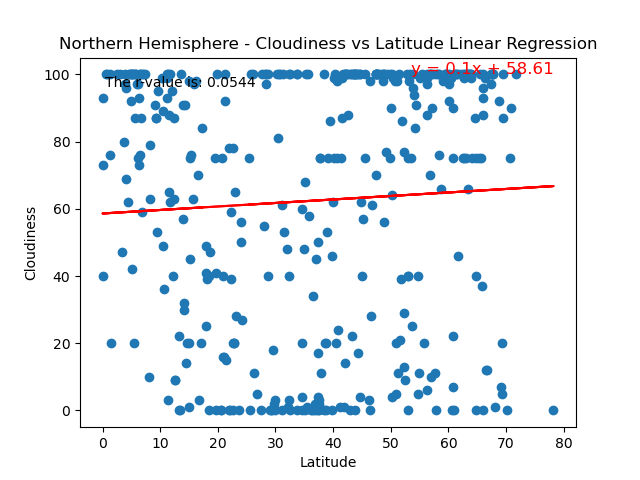 Northern Hemisphere - Cloudiness vs Latitude Linear Regression
y = 0.1x + 58.61
The r-value is: 0.0544
100
80
60
40
20
0
Cloudiness
0 10 20 30 40 50 60 70 80
Latitude